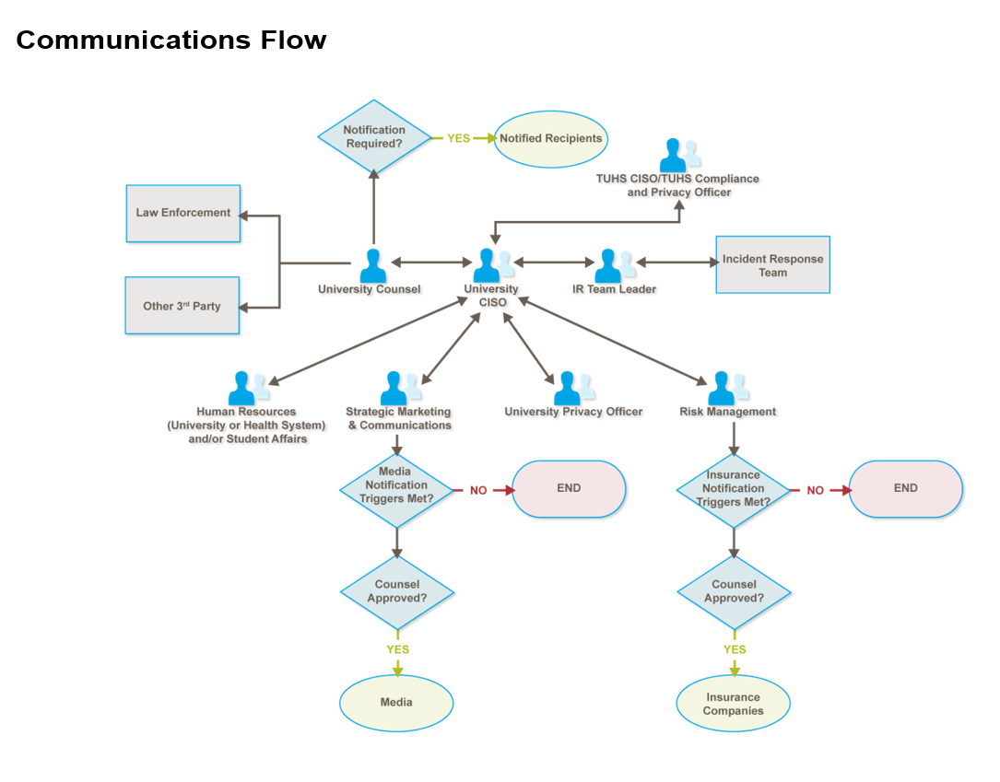 Communications Flow
Notification
Required?
YES
Notified Recipients
TUHS CISO/TUHS Compliance
and Privacy Officer
Law Enforcement
Other 3rd Party
University Counsel
University
CISO
IR Team Leader
Incident Response
Team
Human Resources
(University or Health System)
and/or Student Affairs
Strategic Marketing
& Communications
University Privacy Officer
Risk Management
Media
Notification
Triggers Met?
NO
END
Insurance
Notification
Triggers Met?
NO
END
Counsel
Approved?
YES
Media
Counsel
Approved?
YES
Insurance
Companies